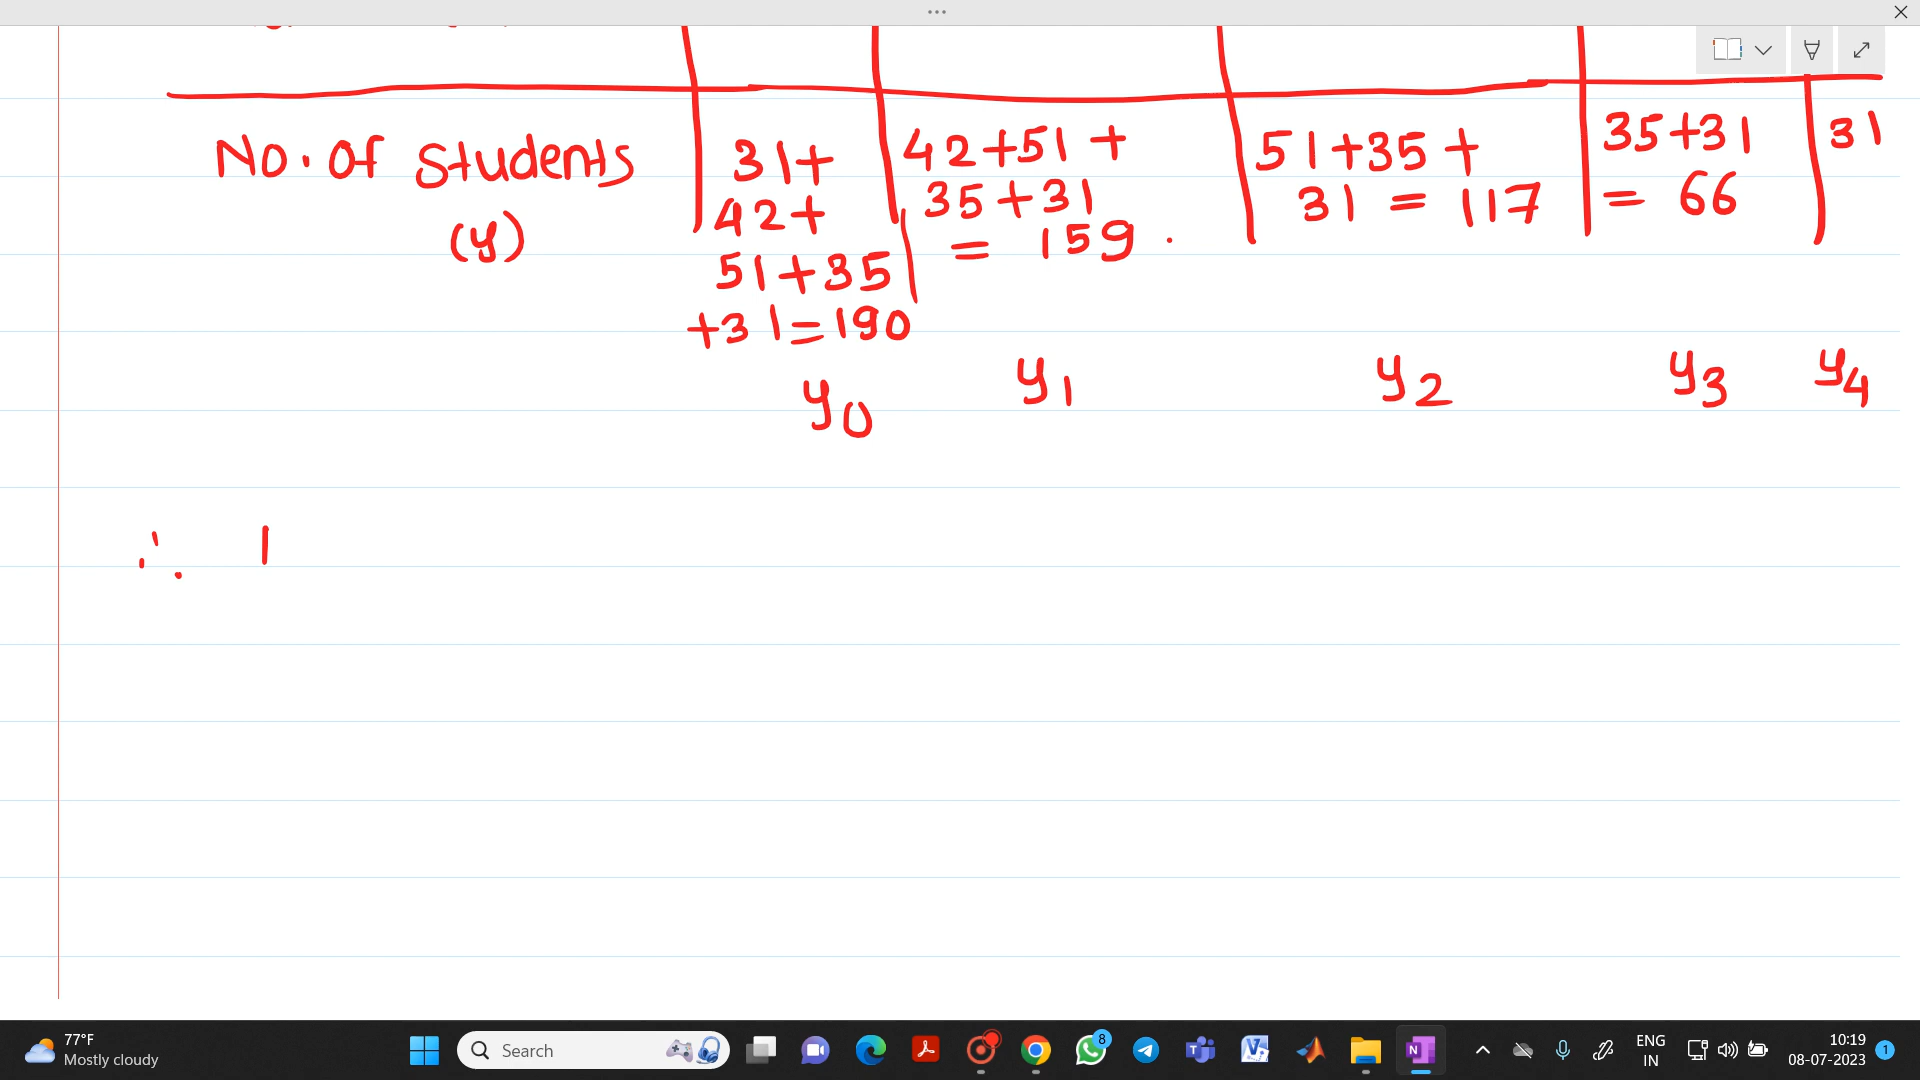 No. Of students
(y)
31+
42+
51+35
+31=190
42+51+
35+31
= 159.
51+35+
31 = 117
35+31
= 66
31
y0 y1 y2 y3 y4
∴ 1
77°F
Mostly cloudy
Search
8
ENG
IN
10:19
08-07-2023
1